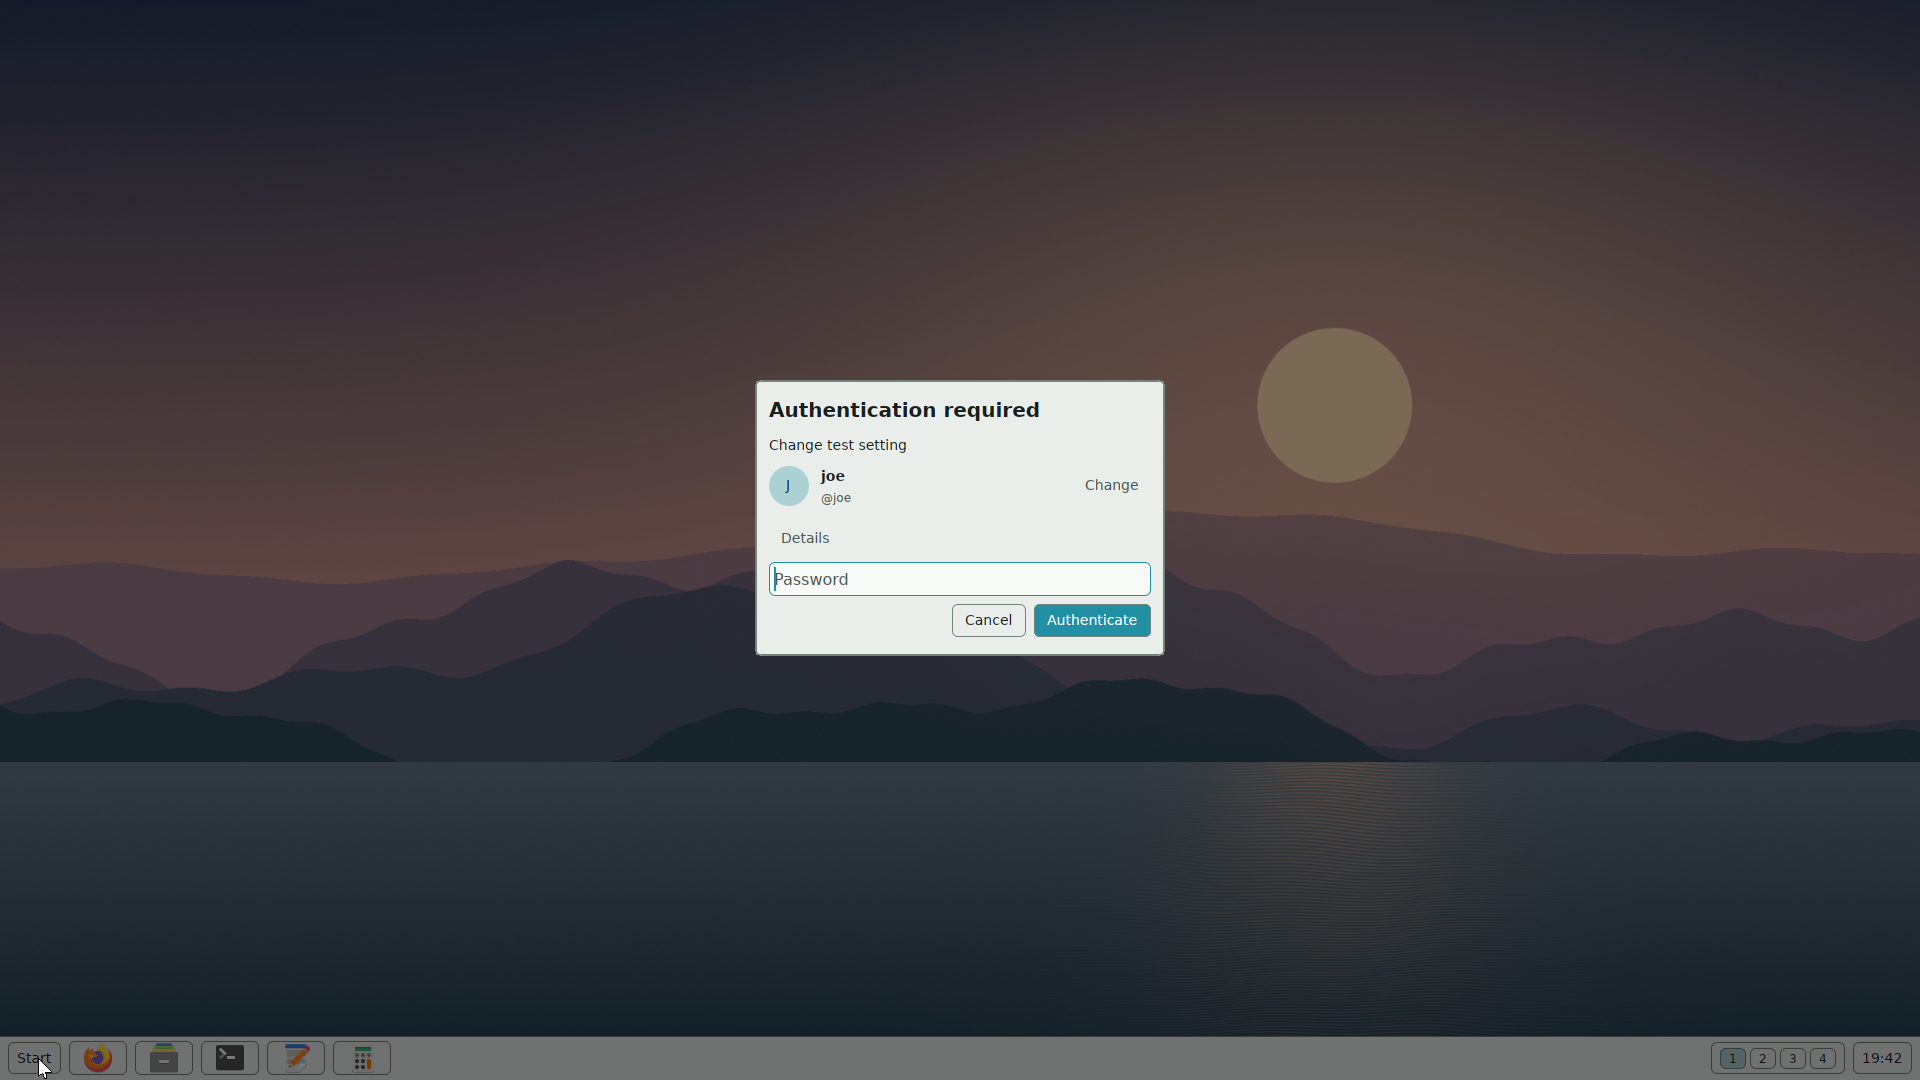 Authentication required
Change test setting
J
joe
@joe
Change
Details
Password
Cancel
Authenticate
Start
1
2
3
4
19:42